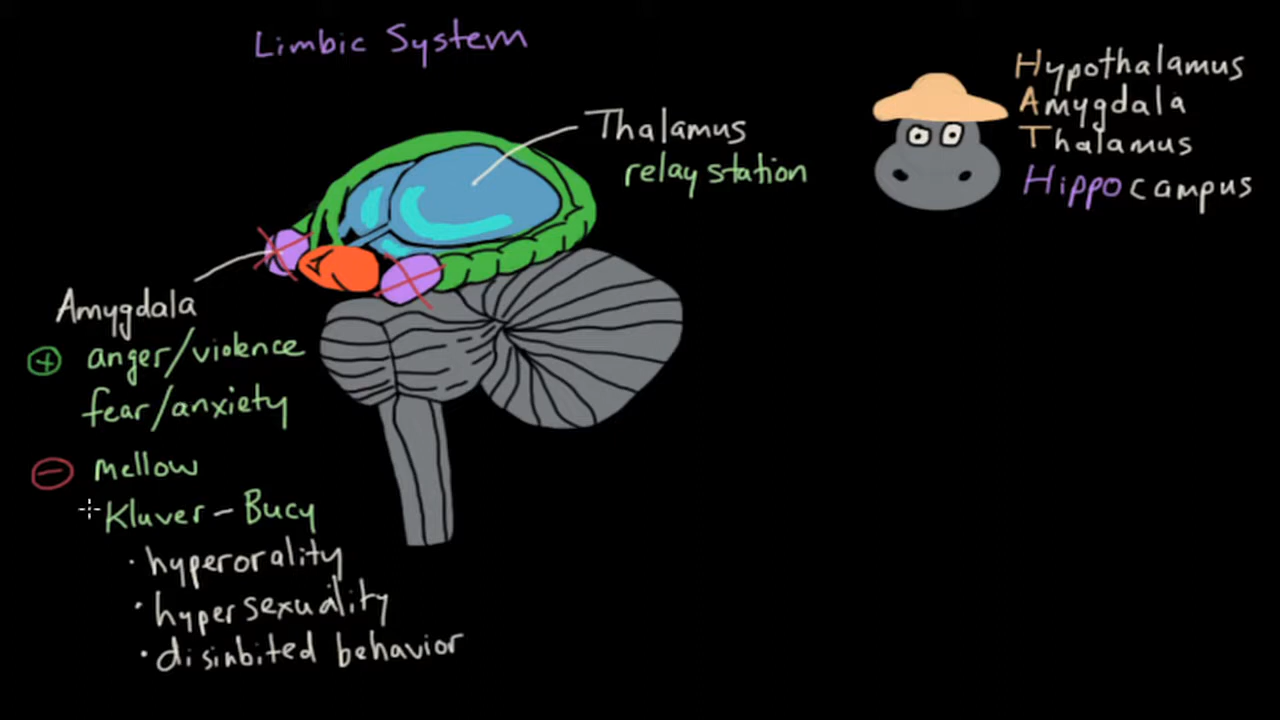 Limbic System
Hypothalamus
Amygdala
Thalamus
Hippocampus
Thalamus
relay station
Amygdala
+ anger/violence
fear/anxiety
- mellow
Kluver-Bucy
· hyperorality
· hypersexuality
· disinbited behavior